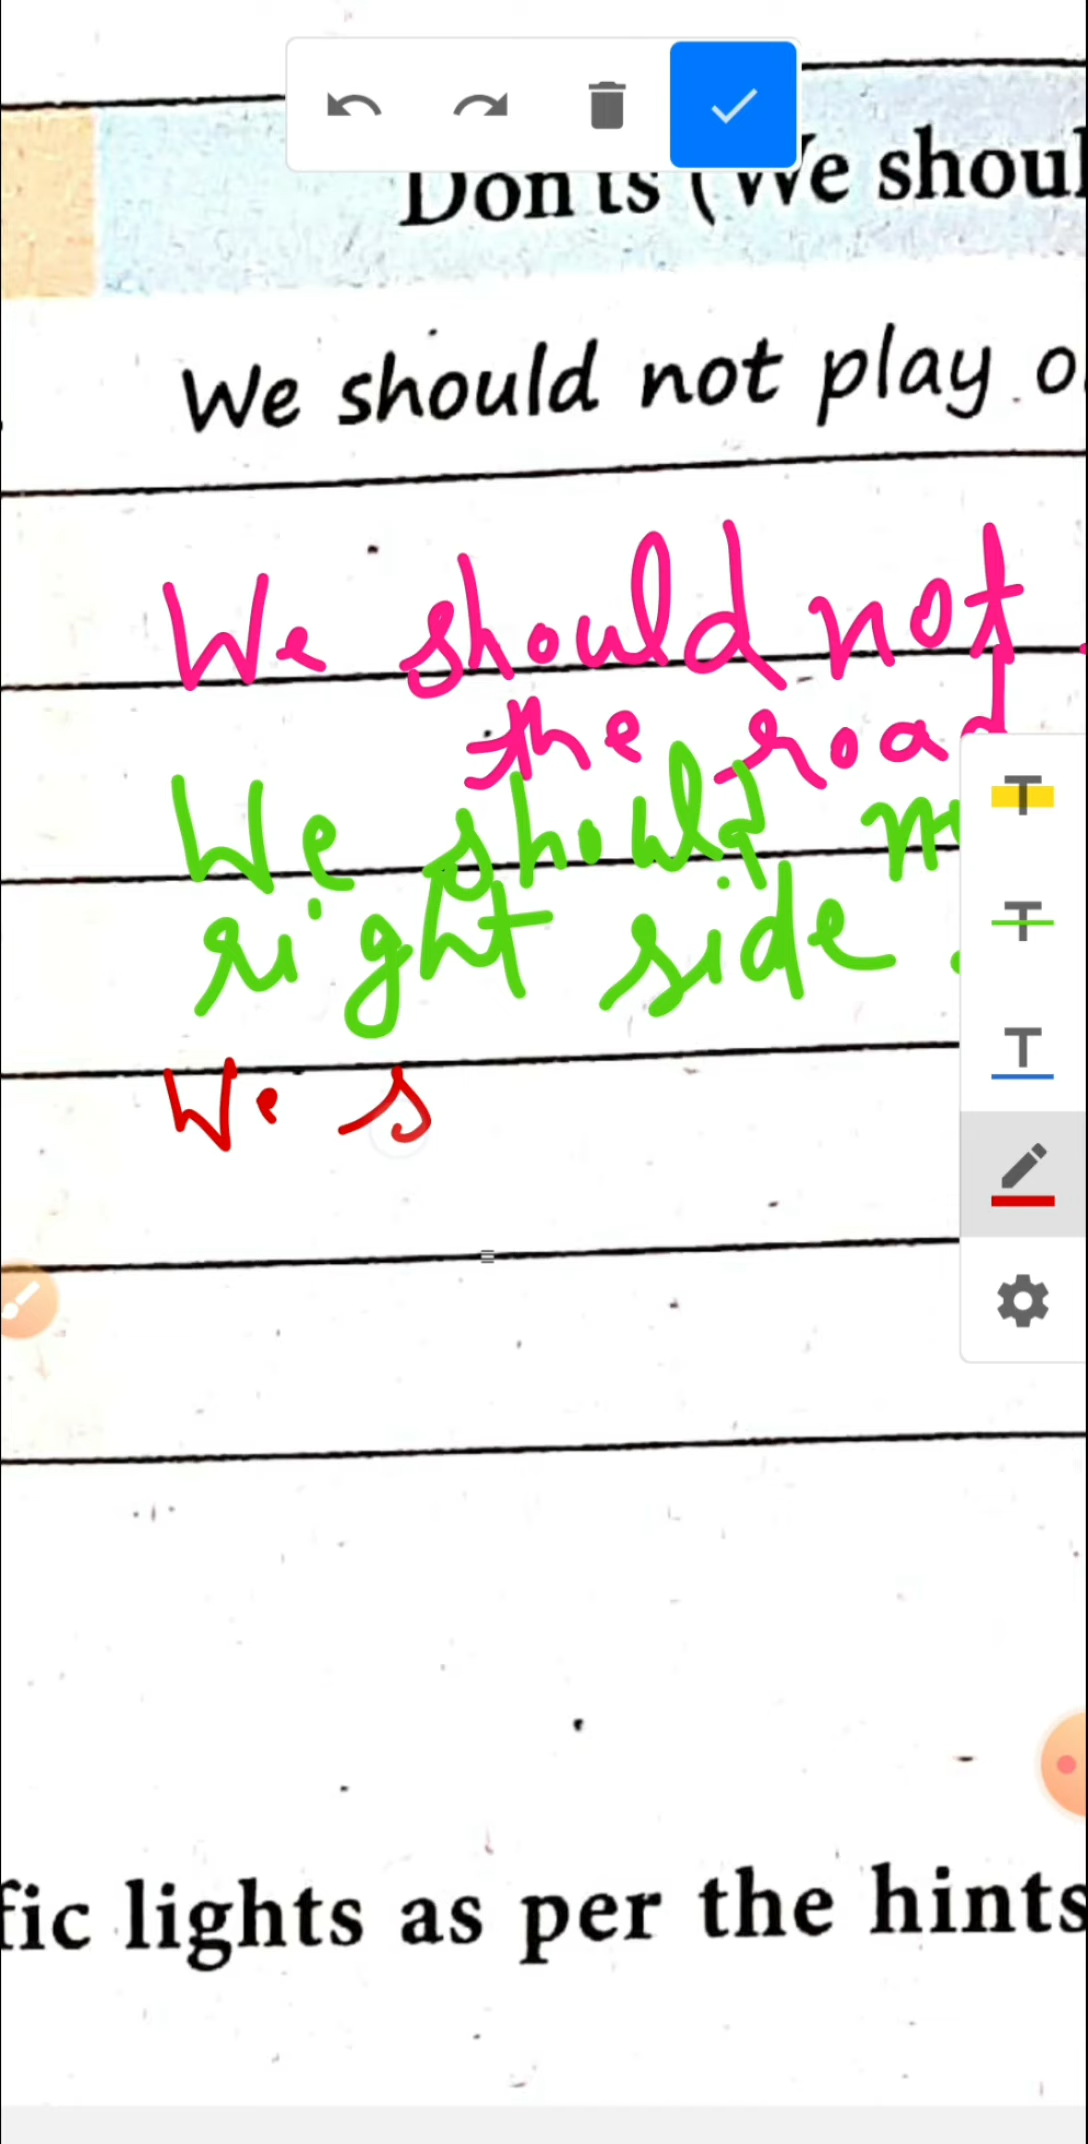 Don'ts (We shoul
We should not play o
We should not
the road
We should n
right side .
We s
fic lights as per the hints